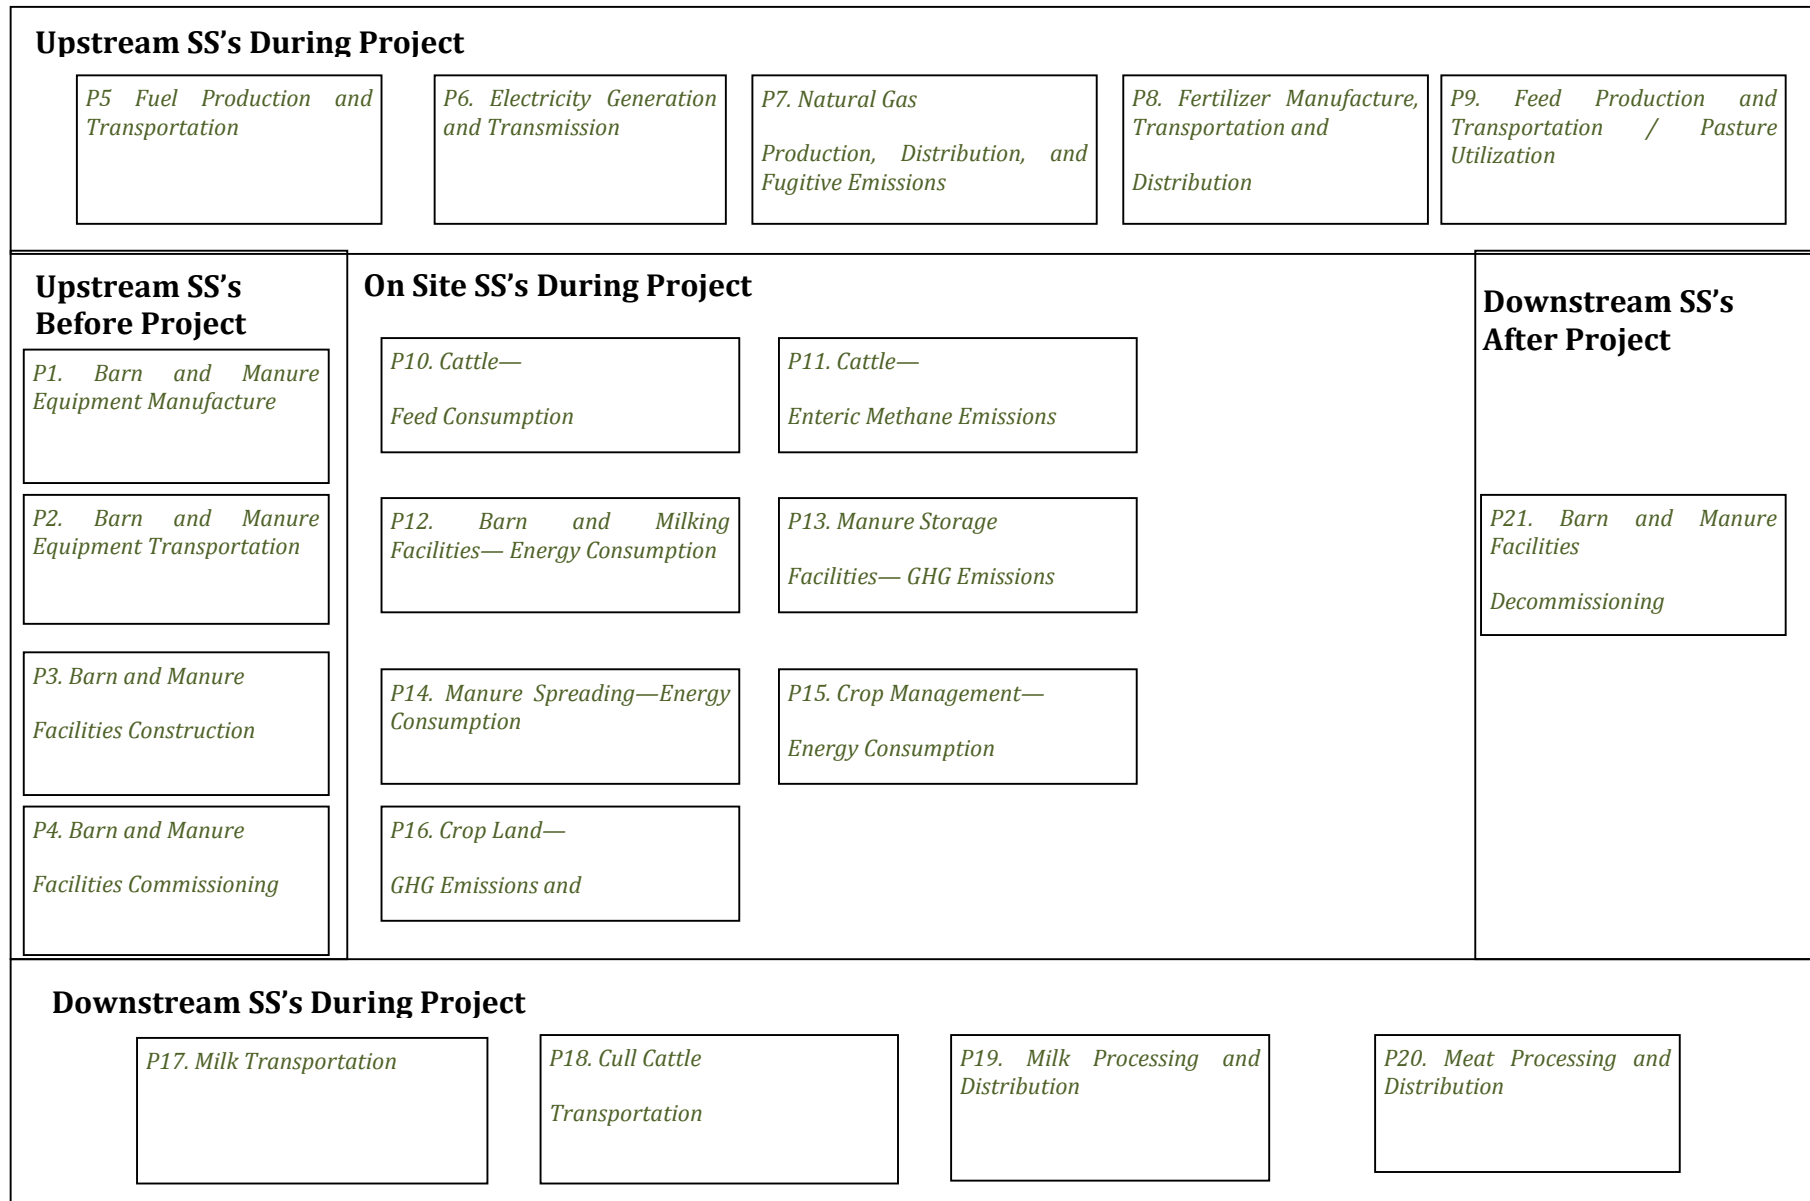 Upstream SS’s During Project
P5 Fuel Production and
Transportation
P6. Electricity Generation
and Transmission
P7. Natural Gas
Production, Distribution, and
Fugitive Emissions
P8. Fertilizer Manufacture,
Transportation and
Distribution
P9. Feed Production and
Transportation / Pasture
Utilization
Upstream SS’s
Before Project
P1. Barn and Manure
Equipment Manufacture
P2. Barn and Manure
Equipment Transportation
P3. Barn and Manure
Facilities Construction
P4. Barn and Manure
Facilities Commissioning
On Site SS’s During Project
P10. Cattle—
Feed Consumption
P11. Cattle—
Enteric Methane Emissions
P12. Barn and Milking
Facilities— Energy Consumption
P13. Manure Storage
Facilities— GHG Emissions
P14. Manure Spreading—Energy
Consumption
P15. Crop Management—
Energy Consumption
P16. Crop Land—
GHG Emissions and
Downstream SS’s
After Project
P21. Barn and Manure
Facilities
Decommissioning
Downstream SS’s During Project
P17. Milk Transportation
P18. Cull Cattle
Transportation
P19. Milk Processing and
Distribution
P20. Meat Processing and
Distribution